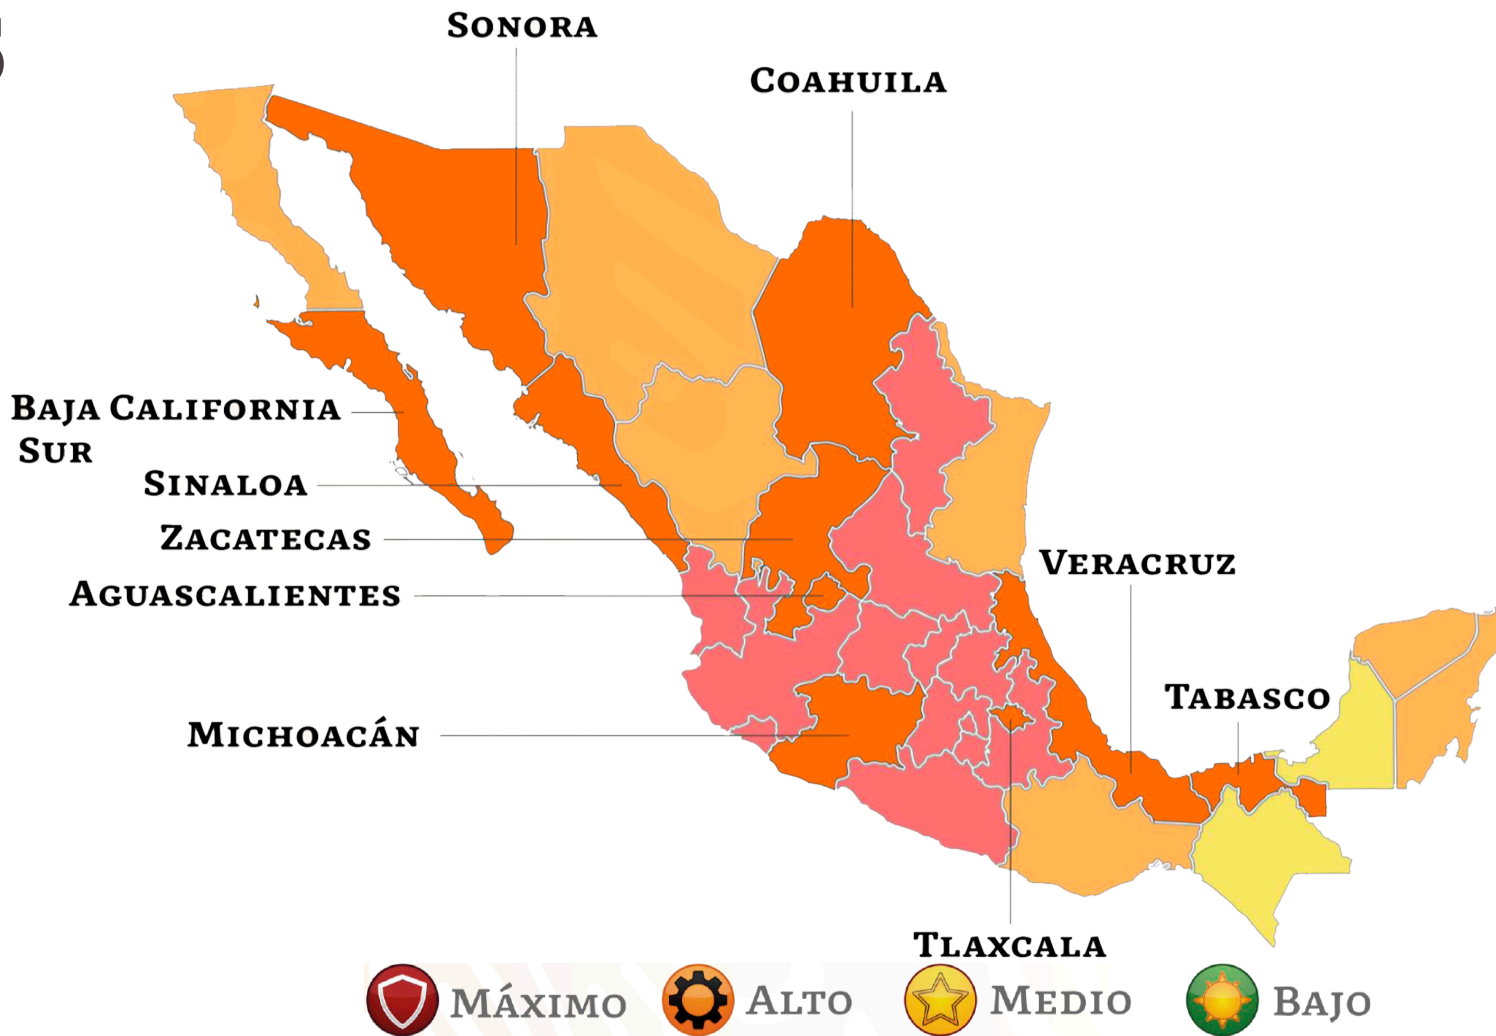 SONORA
COAHUILA
BAJA CALIFORNIA
SUR
SINALOA
ZACATECAS
AGUASCALIENTES
VERACRUZ
TABASCO
MICHOACÁN
TLAXCALA
MÁXIMO
ALTO
MEDIO
BAJO